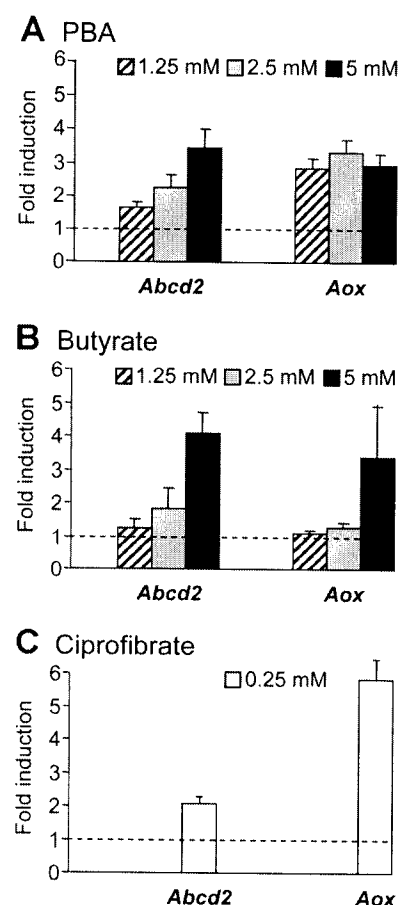 A PBA
1.25 mM 2.5 mM 5 mM
Fold induction
6
5
4
3
2
1
0
Abcd2 Aox
B Butyrate
1.25 mM 2.5 mM 5 mM
Fold induction
6
5
4
3
2
1
0
Abcd2 Aox
C Ciprofibrate
0.25 mM
Fold induction
6
5
4
3
2
1
0
Abcd2 Aox